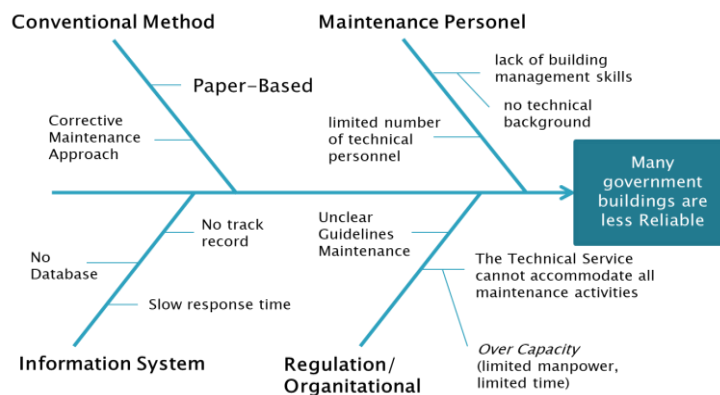 Conventional Method
Maintenance Personel
Paper-Based
Corrective
Maintenance
Approach
lack of building
management skills
no technical
background
limited number
of technical
personnel
Many
government
buildings are
less Reliable
No track
record
No
Database
Slow response time
Unclear
Guidelines
Maintenance
The Technical Service
cannot accommodate all
maintenance activities
Over Capacity
(limited manpower,
limited time)
Information System
Regulation/
Organitational